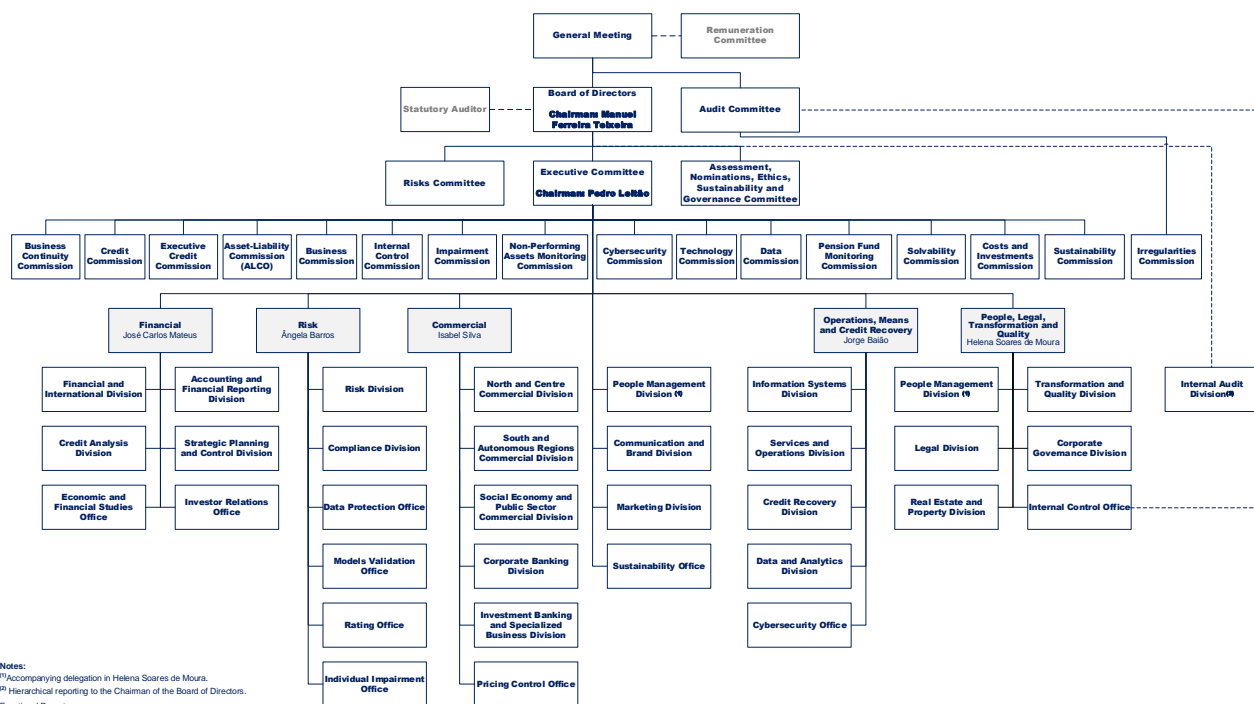 General Meeting
Remuneration
Committee
Statutory Auditor
Board of Directors
Chairman: Manuel
Ferreira Teixeira
Audit Committee
Risks Committee
Executive Committee
Chairman: Pedro Leitão
Assessment,
Nominations, Ethics,
Sustainability and
Governance Committee
Business
Continuity
Commission
Credit
Commission
Executive
Credit
Commission
Asset-Liability
Commission
(ALCO)
Business
Commission
Internal
Control
Commission
Impairment
Commission
Non-Performing
Assets Monitoring
Commission
Cybersecurity
Commission
Technology
Commission
Data
Commission
Pension Fund
Monitoring
Commission
Solvability
Commission
Costs and
Investments
Commission
Sustainability
Commission
Irregularities
Commission
Financial
José Carlos Mateus
Risk
Ângela Barros
Commercial
Isabel Silva
Operations, Means
and Credit Recovery
Jorge Baião
People, Legal,
Transformation and
Quality
Helena Soares de Moura
Financial and
International Division
Accounting and
Financial Reporting
Division
Risk Division
North and Centre
Commercial Division
People Management
Division (1)
Information Systems
Division
People Management
Division (1)
Transformation and
Quality Division
Internal Audit
Division(2)
Credit Analysis
Division
Strategic Planning
and Control Division
Compliance Division
South and
Autonomous Regions
Commercial Division
Communication and
Brand Division
Services and
Operations Division
Legal Division
Corporate
Governance Division
Economic and
Financial Studies
Office
Investor Relations
Office
Data Protection Office
Social Economy and
Public Sector
Commercial Division
Marketing Division
Credit Recovery
Division
Real Estate and
Property Division
Internal Control Office
Models Validation
Office
Corporate Banking
Division
Sustainability Office
Data and Analytics
Division
Rating Office
Investment Banking
and Specialized
Business Division
Cybersecurity Office
Individual Impairment
Office
Pricing Control Office
Notes:
(1)Accompanying delegation in Helena Soares de Moura.
(2) Hierarchical reporting to the Chairman of the Board of Directors.